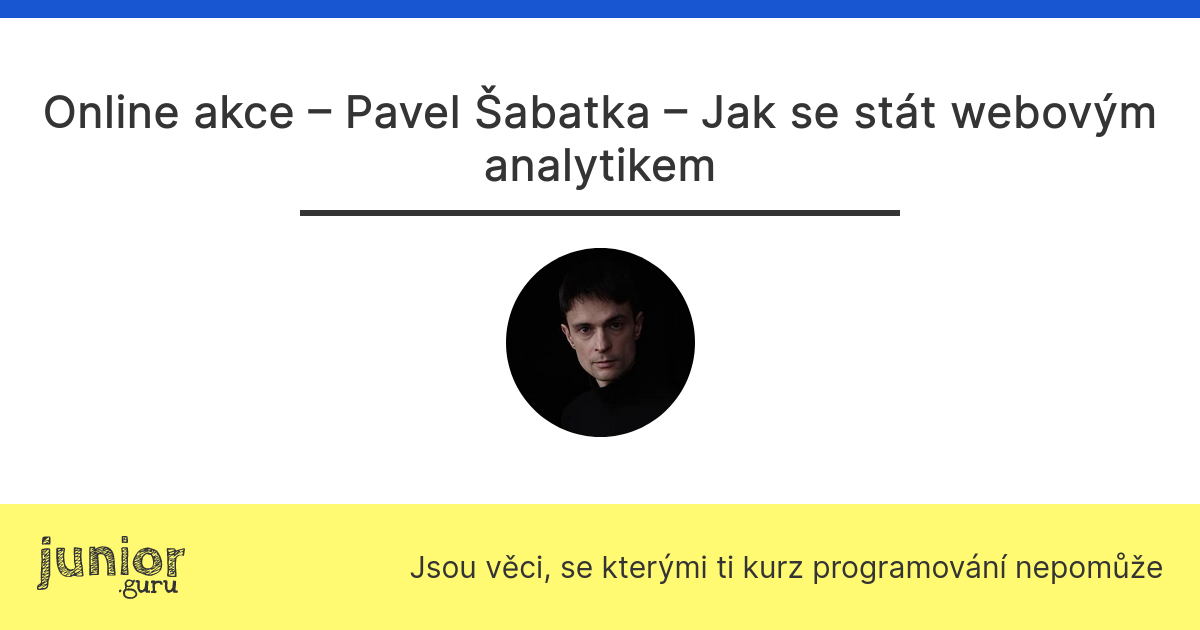 Online akce – Pavel Šabatka – Jak se stát webovým
analytikem
junior
.guru
Jsou věci, se kterými ti kurz programování nepomůže